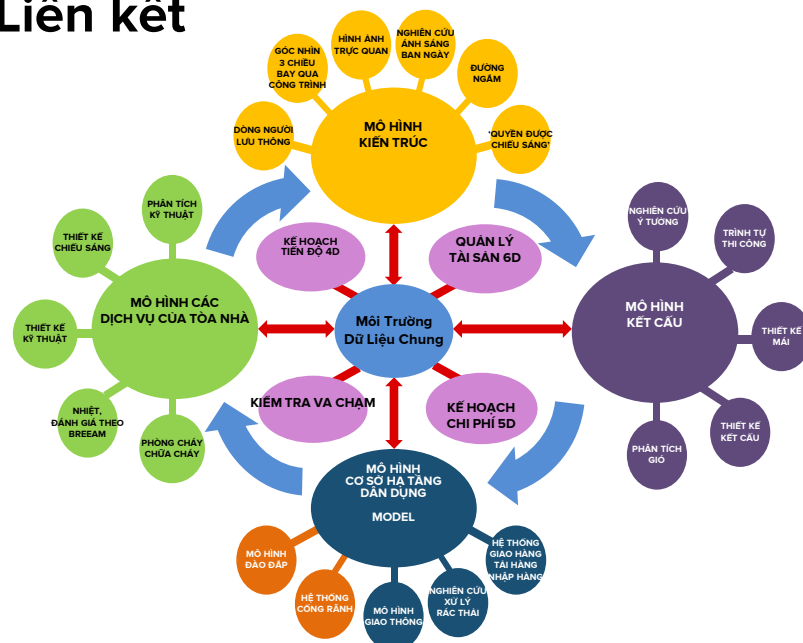 Liên kết
DÒNG NGƯỜI
LƯU THÔNG
GÓC NHÌN
3 CHIỀU
BAY QUA
CÔNG TRÌNH
HÌNH ẢNH
TRỰC QUAN
NGHIÊN CỨU
ÁNH SÁNG
BAN NGÀY
ĐƯỜNG
NGẮM
'QUYỀN ĐƯỢC
CHIẾU SÁNG'
MÔ HÌNH
KIẾN TRÚC
PHÂN TÍCH
KỸ THUẬT
THIẾT KẾ
CHIẾU SÁNG
THIẾT KẾ
KỸ THUẬT
NHIỆT,
ĐÁNH GIÁ THEO
BREEAM
PHÒNG CHÁY
CHỮA CHÁY
MÔ HÌNH CÁC
DỊCH VỤ CỦA TÒA NHÀ
KẾ HOẠCH
TIẾN ĐỘ 4D
QUẢN LÝ
TÀI SẢN 6D
Môi Trường
Dữ Liệu Chung
KIỂM TRA VA CHẠM
KẾ HOẠCH
CHI PHÍ 5D
NGHIÊN CỨU
Ý TƯỞNG
TRÌNH TỰ
THI CÔNG
THIẾT KẾ
MÁI
THIẾT KẾ
KẾT CẤU
PHÂN TÍCH
GIÓ
MÔ HÌNH
KẾT CẤU
MÔ HÌNH
CƠ SỞ HẠ TẦNG
DÂN DỤNG
MODEL
MÔ HÌNH
ĐÀO ĐẮP
HỆ THỐNG
CỐNG RÃNH
MÔ HÌNH
GIAO THÔNG
NGHIÊN CỨU
XỬ LÝ
RÁC THẢI
HỆ THỐNG
GIAO HÀNG
TẢI HÀNG
NHẬP HÀNG